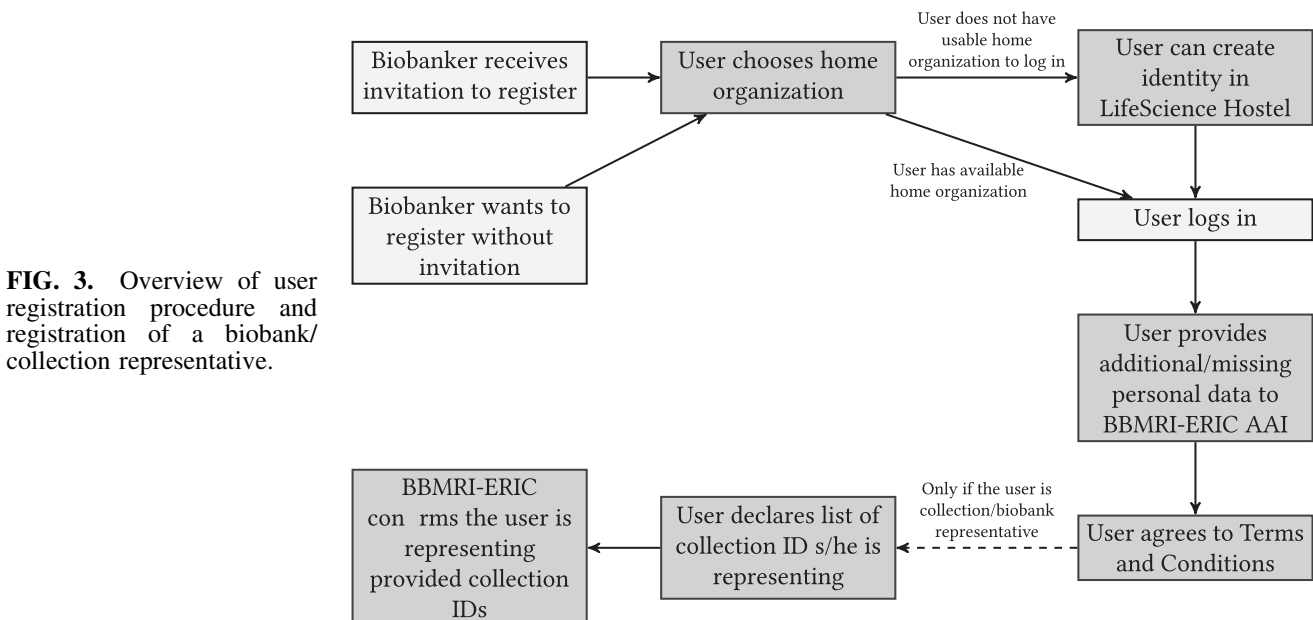 FIG. 3. Overview of user
registration procedure and
registration of a biobank/
collection representative.
Biobanker receives
invitation to register
User chooses home
organization
User does not have
usable home
organization to log in
User can create
identity in
LifeScience Hostel
Biobanker wants to
register without
invitation
User has available
home organization
User logs in
User provides
additional/missing
personal data to
BBMRI-ERIC AAI
User agrees to Terms
and Conditions
Only if the user is
collection/biobank
representative
User declares list of
collection ID s/he is
representing
BBMRI-ERIC
con rms the user is
representing
provided collection
IDs